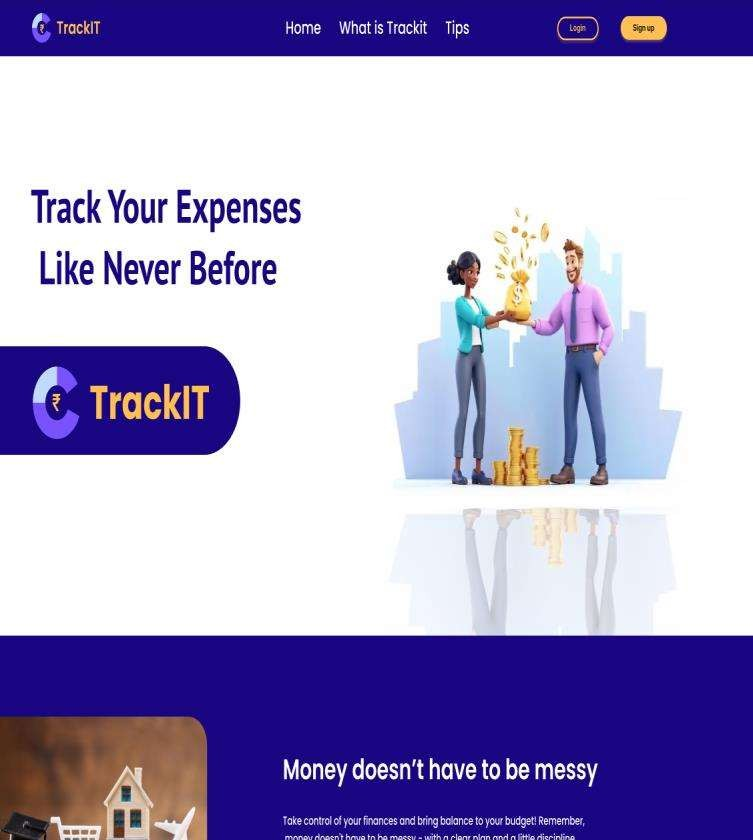 TrackIT
Home What is Trackit Tips
Login
Sign up
Track Your Expenses
Like Never Before
₹
TrackIT
Money doesn't have to be messy
Take control of your finances and bring balance to your budget! Remember,
money doesn't have to be messy - with a clear plan and a little discipline